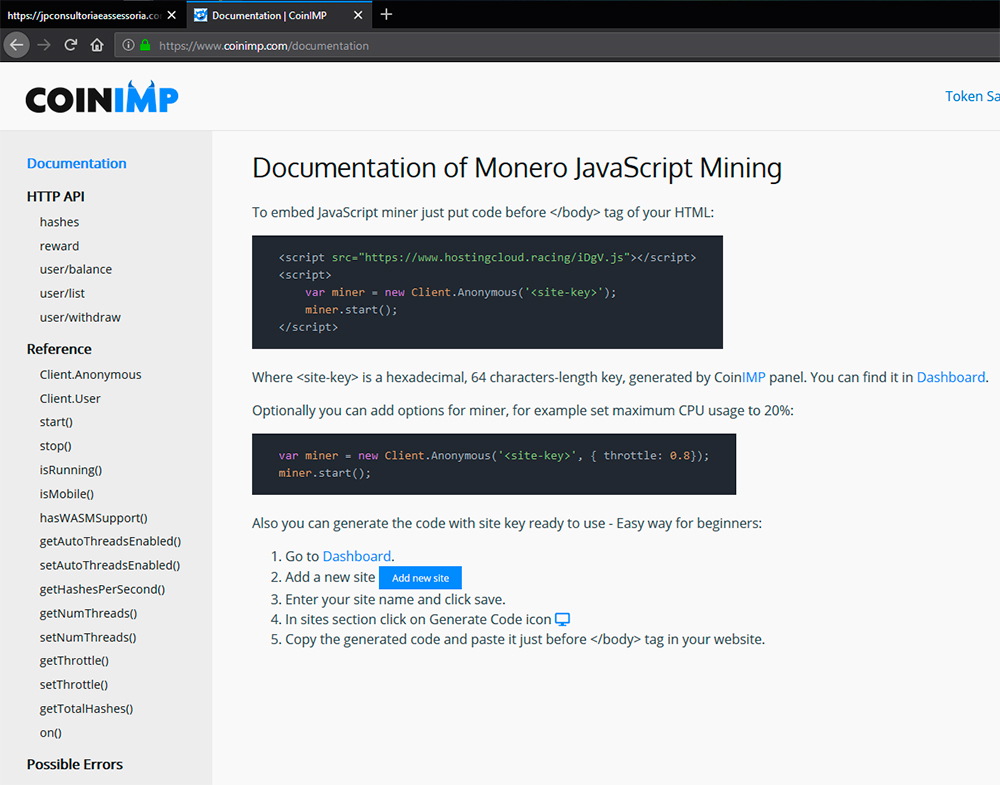 https://jpconsultoriaeassessoria.co
Documentation | CoinIMP
https://www.coinimp.com/documentation
COINIMP
Token Sa
Documentation
HTTP API
hashes
reward
user/balance
user/list
user/withdraw
Reference
Client.Anonymous
Client.User
start()
stop()
isRunning()
isMobile()
hasWASMSupport()
getAutoThreadsEnabled()
setAutoThreadsEnabled()
getHashesPerSecond()
getNumThreads()
setNumThreads()
getThrottle()
setThrottle()
getTotalHashes()
on()
Possible Errors
Documentation of Monero JavaScript Mining
To embed JavaScript miner just put code before </body> tag of your HTML:
<script src="https://www.hostingcloud.racing/iDgV.js"></script>
<script>
var miner = new Client.Anonymous('<site-key>');
miner.start();
</script>
Where <site-key> is a hexadecimal, 64 characters-length key, generated by CoinIMP panel. You can find it in Dashboard.
Optionally you can add options for miner, for example set maximum CPU usage to 20%:
var miner = new Client.Anonymous('<site-key>', { throttle: 0.8});
miner.start();
Also you can generate the code with site key ready to use - Easy way for beginners:
1. Go to Dashboard.
2. Add a new site Add new site
3. Enter your site name and click save.
4. In sites section click on Generate Code icon
5. Copy the generated code and paste it just before </body> tag in your website.